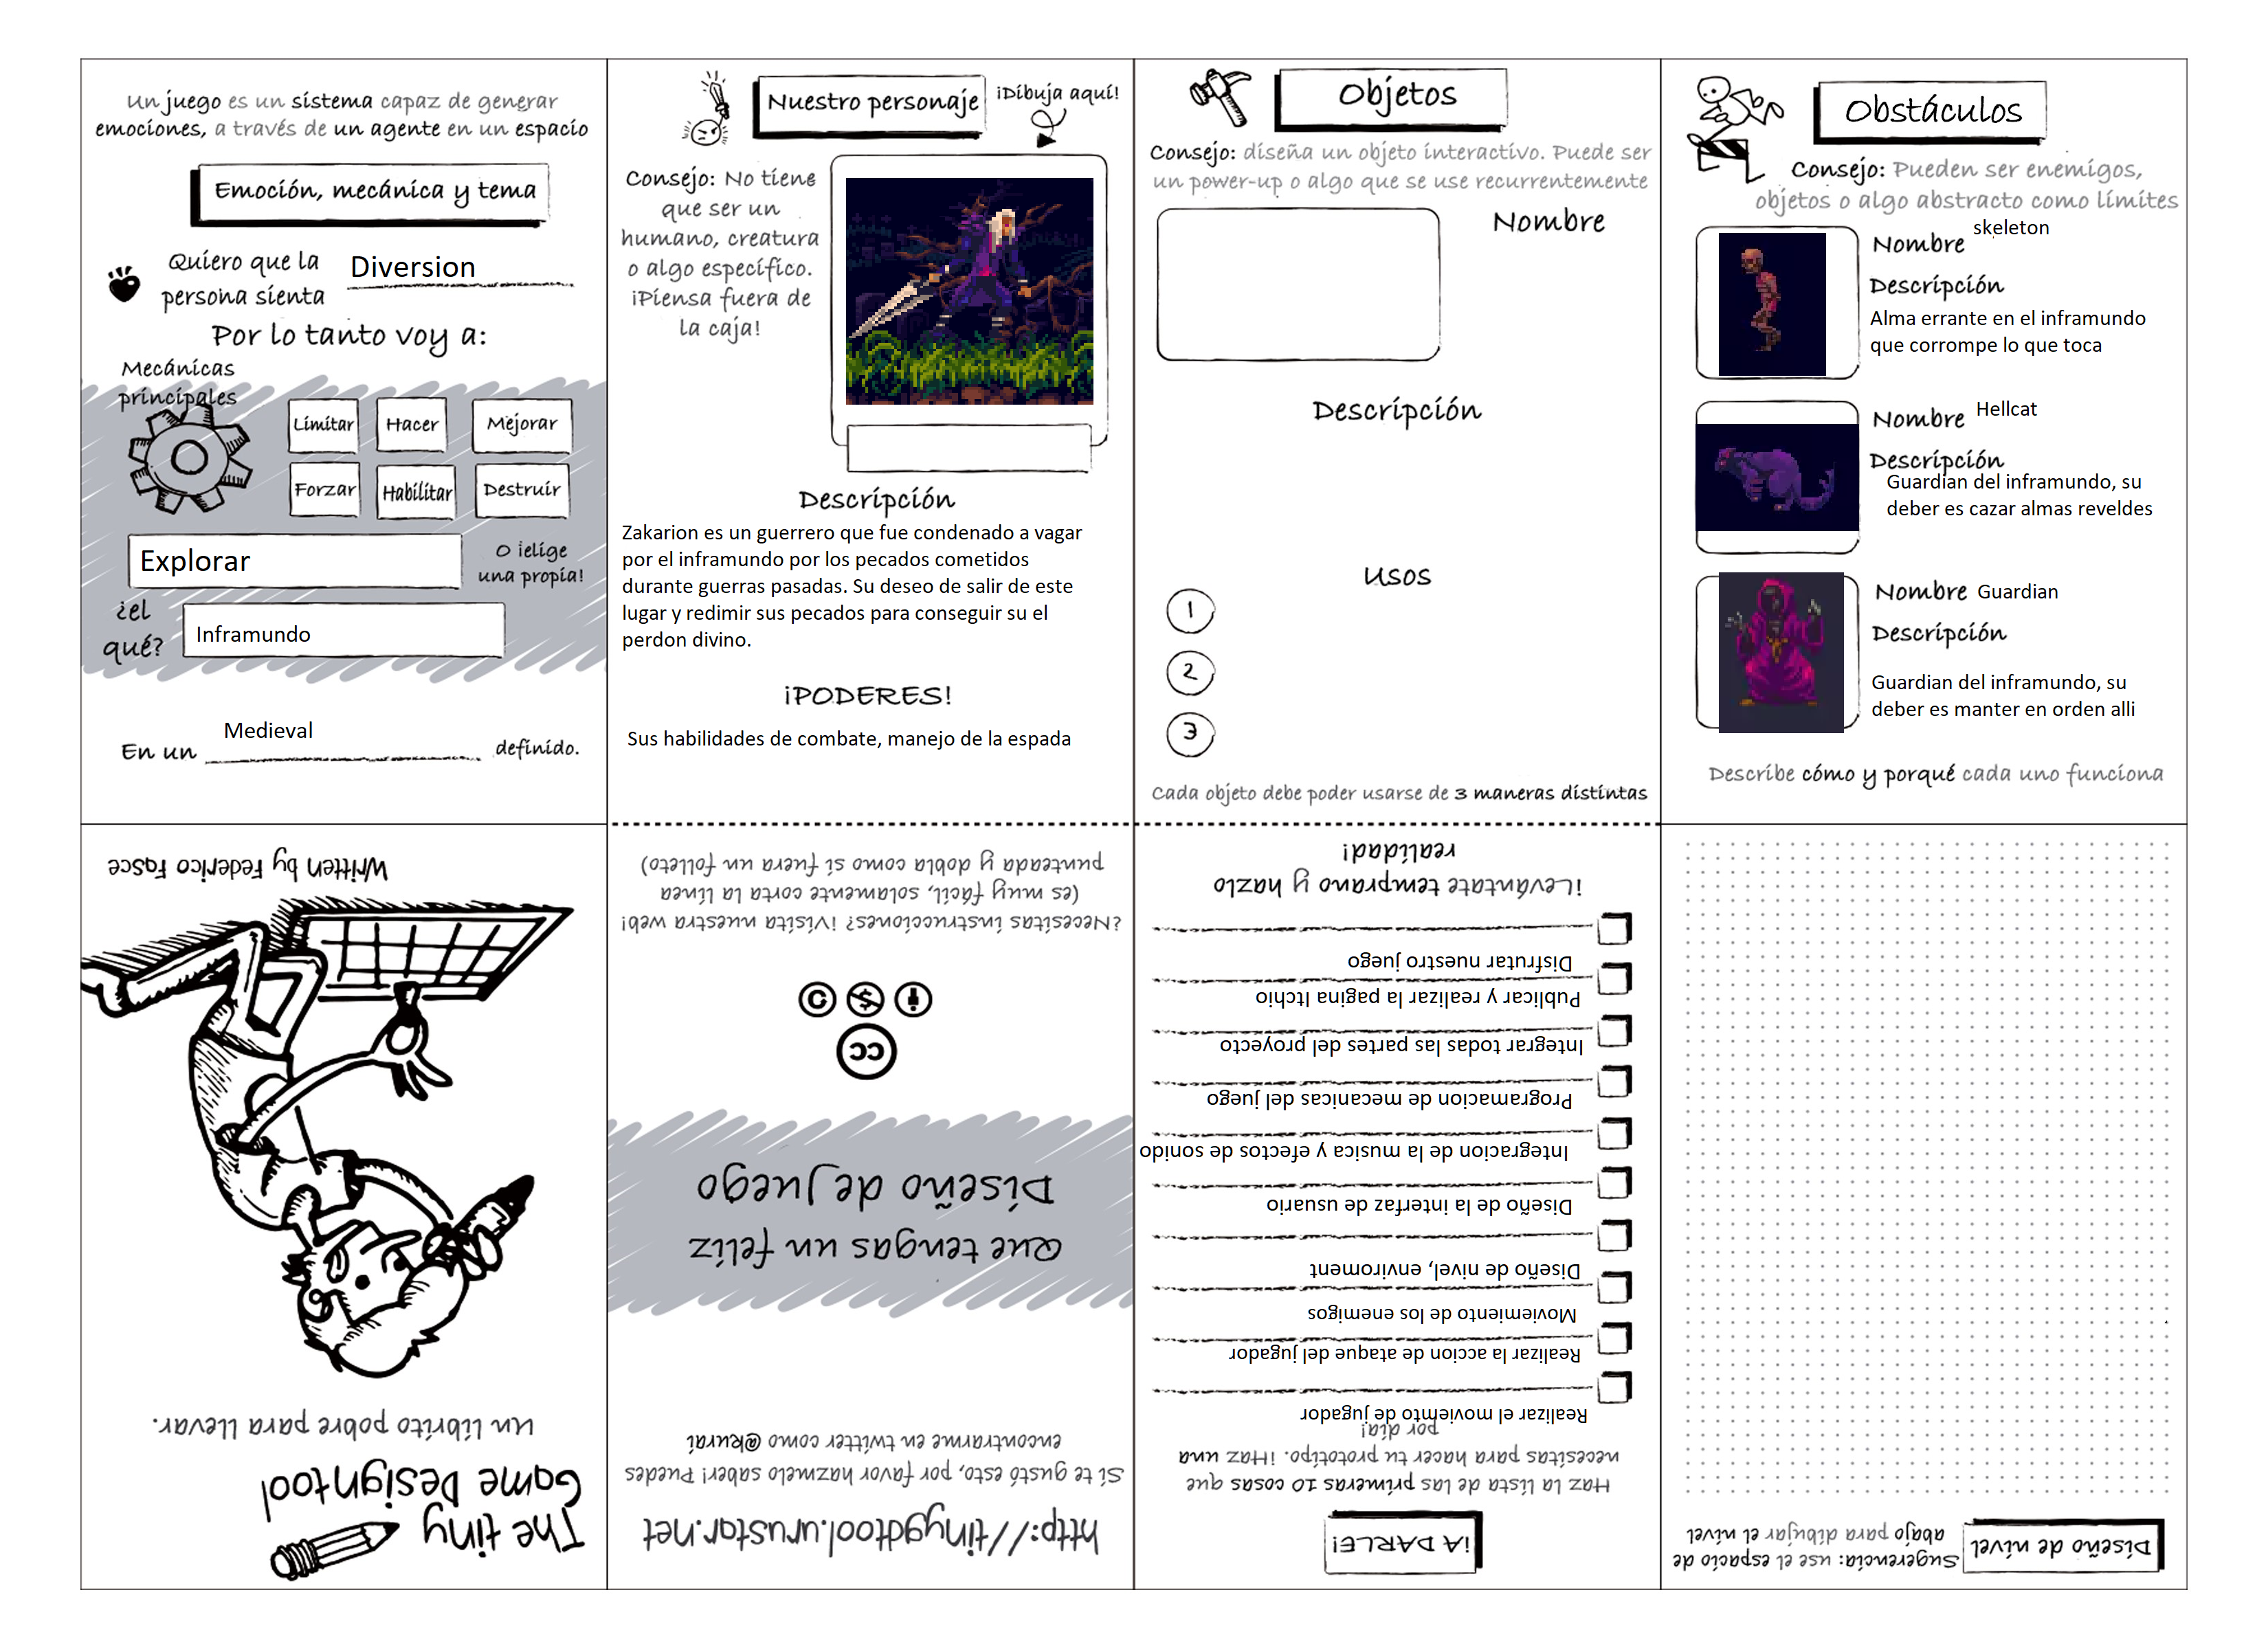 Un juego es un sistema capaz de generar
emociones, a través de un agente en un espacio
Emoción, mecánica y tema
Quiero que la
persona sienta
Diversion
Por lo tanto voy a:
Mecánicas
principales
Limitar
Hacer
Mejorar
Forzar
Habilitar
Destruir
Explorar
O ¡elige
una propia!
¿el
qué?
Inframundo
En un
Medieval
definido.
Nuestro personaje
¡Dibuja aquí!
Consejo: No tiene
que ser un
humano, creatura
o algo específico.
¡Piensa fuera de
la caja!
Descripción
Zakarion es un guerrero que fue condenado a vagar
por el inframundo por los pecados cometidos
durante guerras pasadas. Su deseo de salir de este
lugar y redimir sus pecados para conseguir su el
perdon divino.
¡PODERES!
Sus habilidades de combate, manejo de la espada
Objetos
Consejo: diseña un objeto interactivo. Puede ser
un power-up o algo que se use recurrentemente
Nombre
Descripción
Usos
1
2
3
Cada objeto debe poder usarse de 3 maneras distintas
Obstáculos
Consejo: Pueden ser enemigos,
objetos o algo abstracto como límites
Nombre skeleton
Descripción
Alma errante en el inframundo
que corrompe lo que toca
Nombre Hellcat
Descripción
Guardian del inframundo, su
deber es cazar almas reveldes
Nombre Guardian
Descripción
Guardian del inframundo, su
deber es manter en orden alli
Describe cómo y porqué cada uno funciona
The tiny
Game Design tool
Un librito pobre para llevar.
Written by Federico Fasce
http://tinygdtool.urustar.net
Si te gustó esto, por favor hazmelo saber! Puedes
encontrarme en twitter como @kurai
Que tengas un feliz
Diseño de juego
cc
¿Necesitas instrucciones? ¡Visita nuestra web!
(es muy fácil, solamente corta la línea
punteada y dobla como si fuera un folleto)
¡A DARLE!
Haz la lista de las primeras 10 cosas que
necesitas para hacer tu prototipo. ¡Haz una
por día!
Realizar el moviemto de jugador
Realizar la accion de ataque del jugador
Moviemiento de los enemigos
Diseño de nivel, enviroment
Diseño de la interfaz de usuario
Integracion de la musica y efectos de sonido
Programacion de mecanicas del juego
Integrar todas las partes del proyecto
Publicar y realizar la pagina Itchio
Disfrutar nuestro juego
¡Levántate temprano y hazlo
realidad!
Diseño de nivel
Sugerencia: use el espacio de
abajo para dibujar el nivel